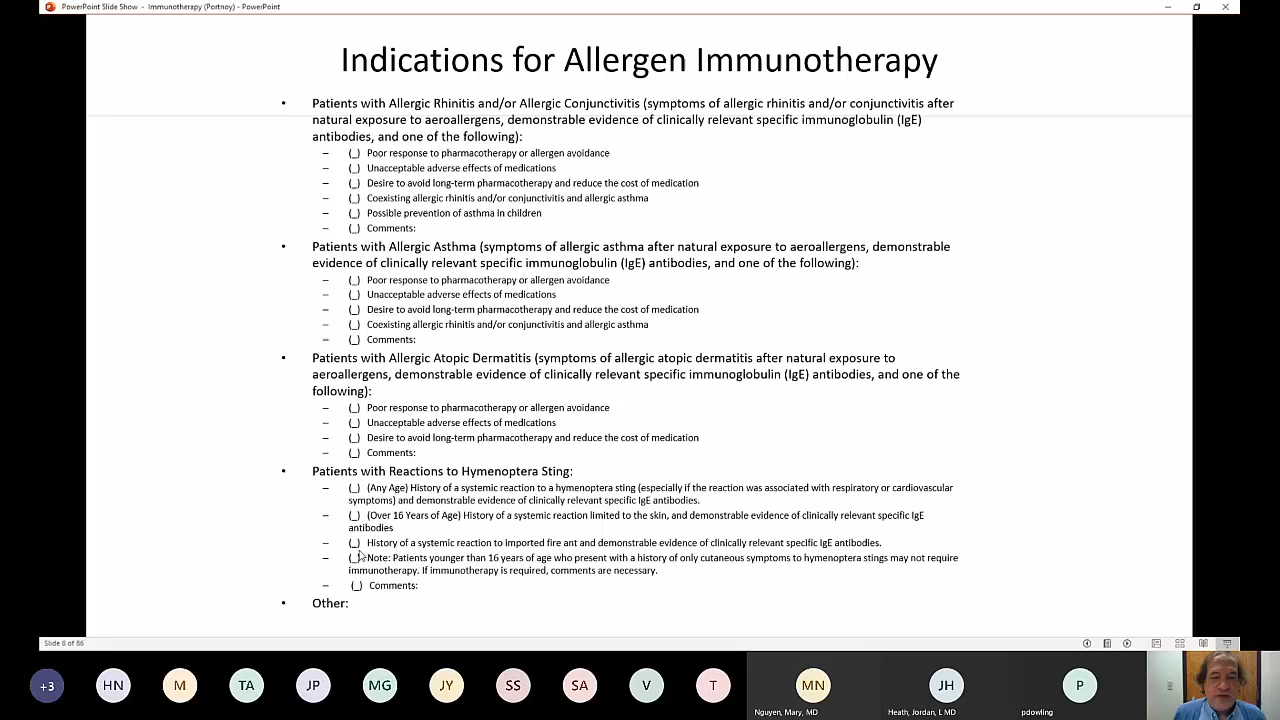 PowerPoint Slide Show - Immunotherapy (Portnoy) - PowerPoint
Indications for Allergen Immunotherapy
• Patients with Allergic Rhinitis and/or Allergic Conjunctivitis (symptoms of allergic rhinitis and/or conjunctivitis after
natural exposure to aeroallergens, demonstrable evidence of clinically relevant specific immunoglobulin (IgE)
antibodies, and one of the following):
– (_) Poor response to pharmacotherapy or allergen avoidance
– (_) Unacceptable adverse effects of medications
– (_) Desire to avoid long-term pharmacotherapy and reduce the cost of medication
– (_) Coexisting allergic rhinitis and/or conjunctivitis and allergic asthma
– (_) Possible prevention of asthma in children
– (_) Comments:
• Patients with Allergic Asthma (symptoms of allergic asthma after natural exposure to aeroallergens, demonstrable
evidence of clinically relevant specific immunoglobulin (IgE) antibodies, and one of the following):
– (_) Poor response to pharmacotherapy or allergen avoidance
– (_) Unacceptable adverse effects of medications
– (_) Desire to avoid long-term pharmacotherapy and reduce the cost of medication
– (_) Coexisting allergic rhinitis and/or conjunctivitis and allergic asthma
– (_) Comments:
• Patients with Allergic Atopic Dermatitis (symptoms of allergic atopic dermatitis after natural exposure to
aeroallergens, demonstrable evidence of clinically relevant specific immunoglobulin (IgE) antibodies, and one of the
following):
– (_) Poor response to pharmacotherapy or allergen avoidance
– (_) Unacceptable adverse effects of medications
– (_) Desire to avoid long-term pharmacotherapy and reduce the cost of medication
– (_) Comments:
• Patients with Reactions to Hymenoptera Sting:
– (_) (Any Age) History of a systemic reaction to a hymenoptera sting (especially if the reaction was associated with respiratory or cardiovascular
symptoms) and demonstrable evidence of clinically relevant specific IgE antibodies.
– (_) (Over 16 Years of Age) History of a systemic reaction limited to the skin, and demonstrable evidence of clinically relevant specific IgE
antibodies
– (_) History of a systemic reaction to imported fire ant and demonstrable evidence of clinically relevant specific IgE antibodies.
– (_) Note: Patients younger than 16 years of age who present with a history of only cutaneous symptoms to hymenoptera stings may not require
immunotherapy. If immunotherapy is required, comments are necessary.
– (_) Comments:
• Other:
Slide 8 of 86
+3 HN M TA JP MG JY SS SA V T MN JH P
Nguyen, Mary, MD Heath, Jordan, L MD pdowling